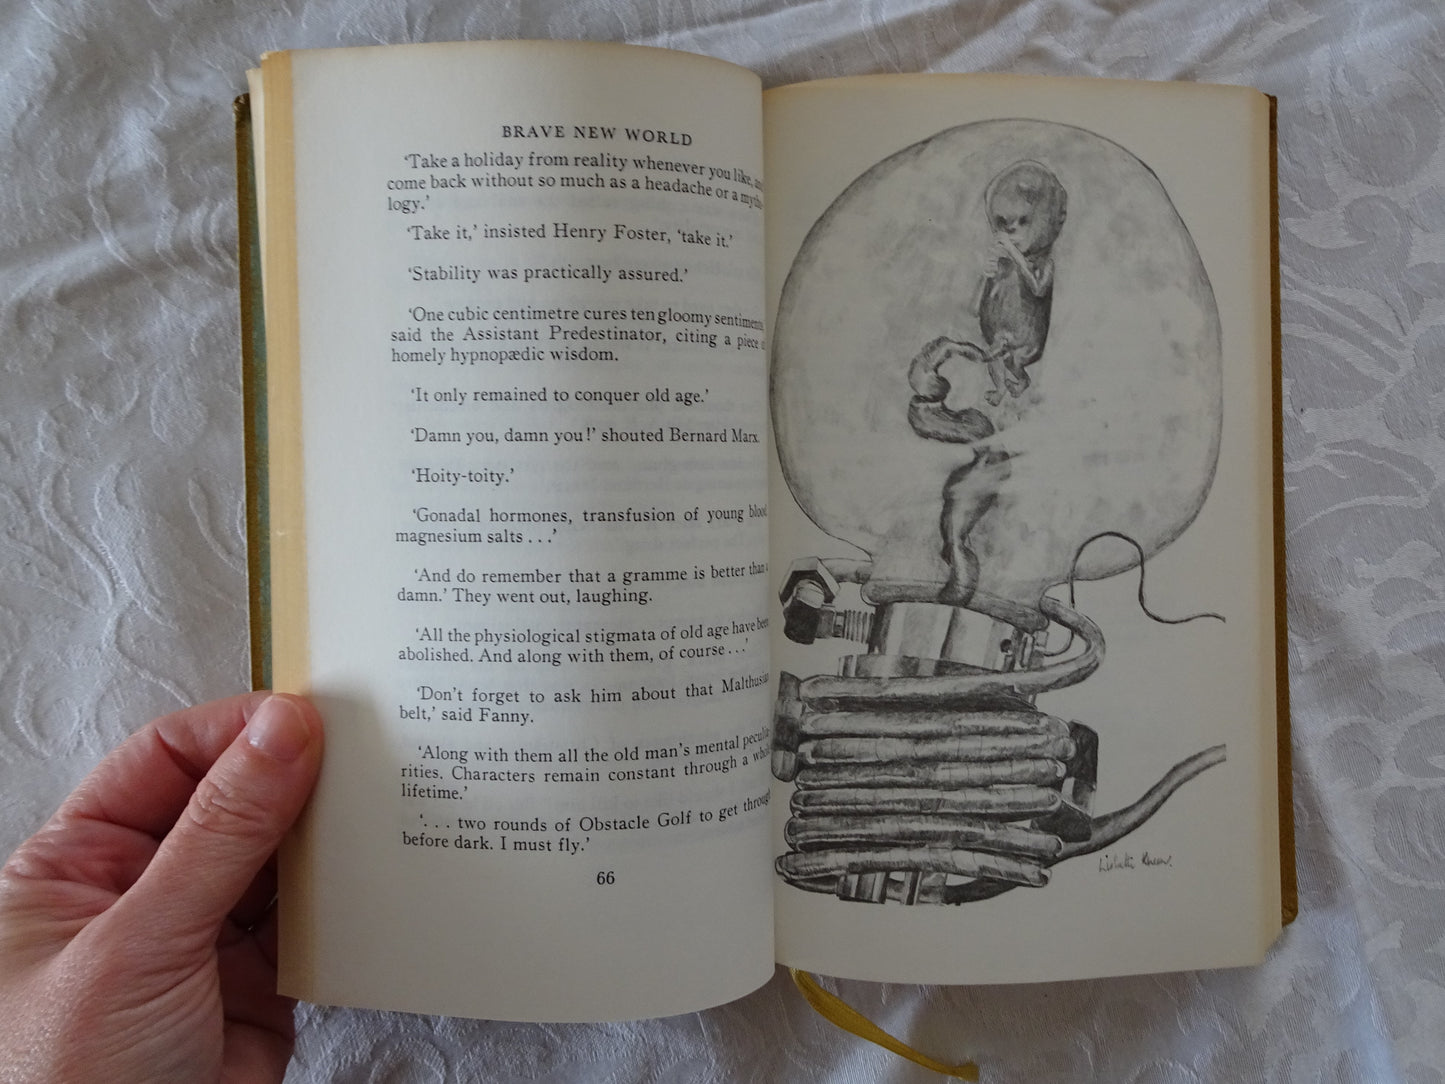 BRAVE NEW WORLD
‘Take a holiday from reality whenever you like, and
come back without so much as a headache or a mytho-
logy.’
‘Take it,’ insisted Henry Foster, ‘take it.’
‘Stability was practically assured.’
‘One cubic centimetre cures ten gloomy sentiments,
said the Assistant Predestinator, citing a piece of
homely hypnopædic wisdom.
‘It only remained to conquer old age.’
‘Damn you, damn you!’ shouted Bernard Marx.
‘Hoity-toity.’
‘Gonadal hormones, transfusion of young blood,
magnesium salts . . .’
‘And do remember that a gramme is better than a
damn.’ They went out, laughing.
‘All the physiological stigmata of old age have been
abolished. And along with them, of course . . .’
‘Don’t forget to ask him about that Malthusian
belt,’ said Fanny.
‘Along with them all the old man’s mental peculia-
rities. Characters remain constant through a whole
lifetime.’
‘. . . two rounds of Obstacle Golf to get through
before dark. I must fly.’
66